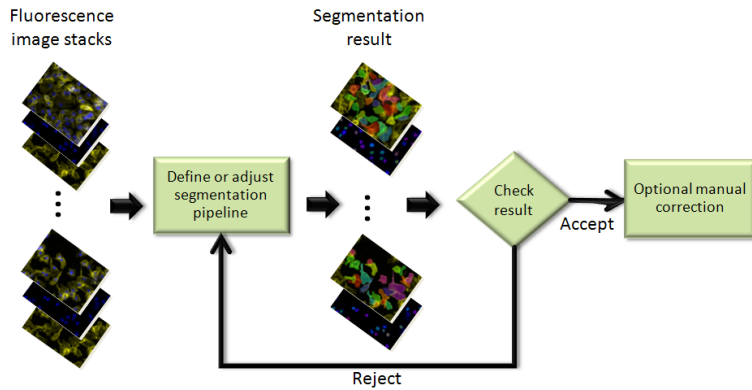 Fluorescence
image stacks
Segmentation
result
Define or adjust
segmentation
pipeline
Check
result
Accept
Optional manual
correction
Reject